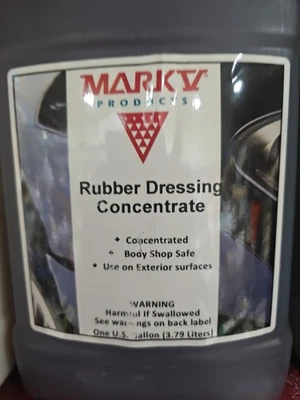 MARK V
PRODUCTS
Rubber Dressing
Concentrate
• Concentrated
• Body Shop Safe
• Use on Exterior surfaces
WARNING
Harmful If Swallowed
See warnings on back label
One U.S. Gallon (3.79 Liters)